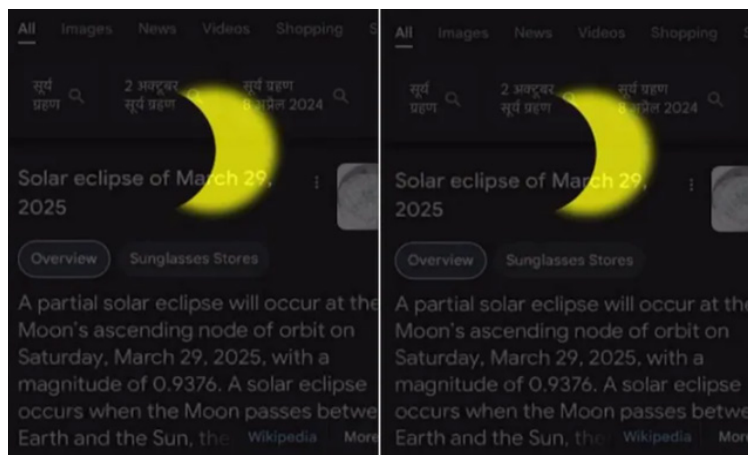 All Images News Videos Shopping S
सूर्य ग्रहण
2 अक्टूबर सूर्य ग्रहण
सूर्य ग्रहण 8 अप्रैल 2024
Solar eclipse of March 29,
2025
Overview Sunglasses Stores
A partial solar eclipse will occur at the
Moon's ascending node of orbit on
Saturday, March 29, 2025, with a
magnitude of 0.9376. A solar eclipse
occurs when the Moon passes betwe
Earth and the Sun, the Wikipedia More
All Images News Videos Shopping
सूर्य ग्रहण
2 अक्टूबर सूर्य ग्रहण
सूर्य ग्रहण 8 अप्रैल 2024
Solar eclipse of March 29,
2025
Overview Sunglasses Stores
A partial solar eclipse will occur at the
Moon's ascending node of orbit on
Saturday, March 29, 2025, with a
magnitude of 0.9376. A solar eclipse
occurs when the Moon passes betwe
Earth and the Sun, the Wikipedia Mor